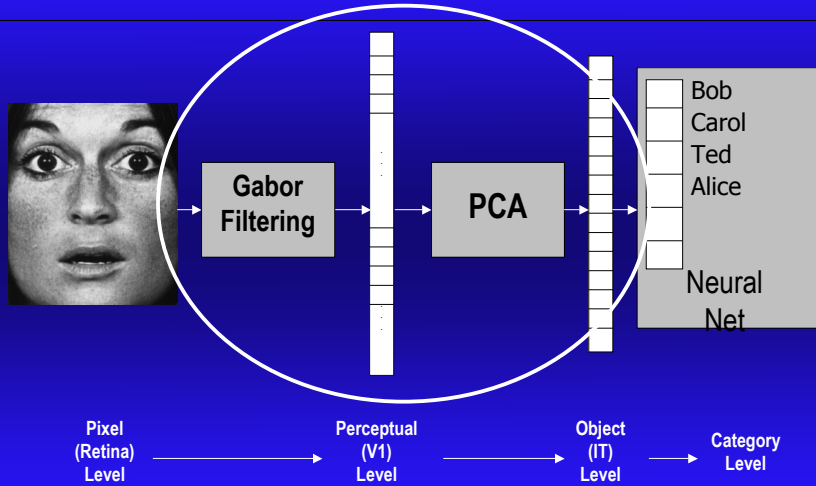 Gabor
Filtering
PCA
Bob
Carol
Ted
Alice
Neural
Net
Pixel
(Retina)
Level
Perceptual
(V1)
Level
Object
(IT)
Level
Category
Level